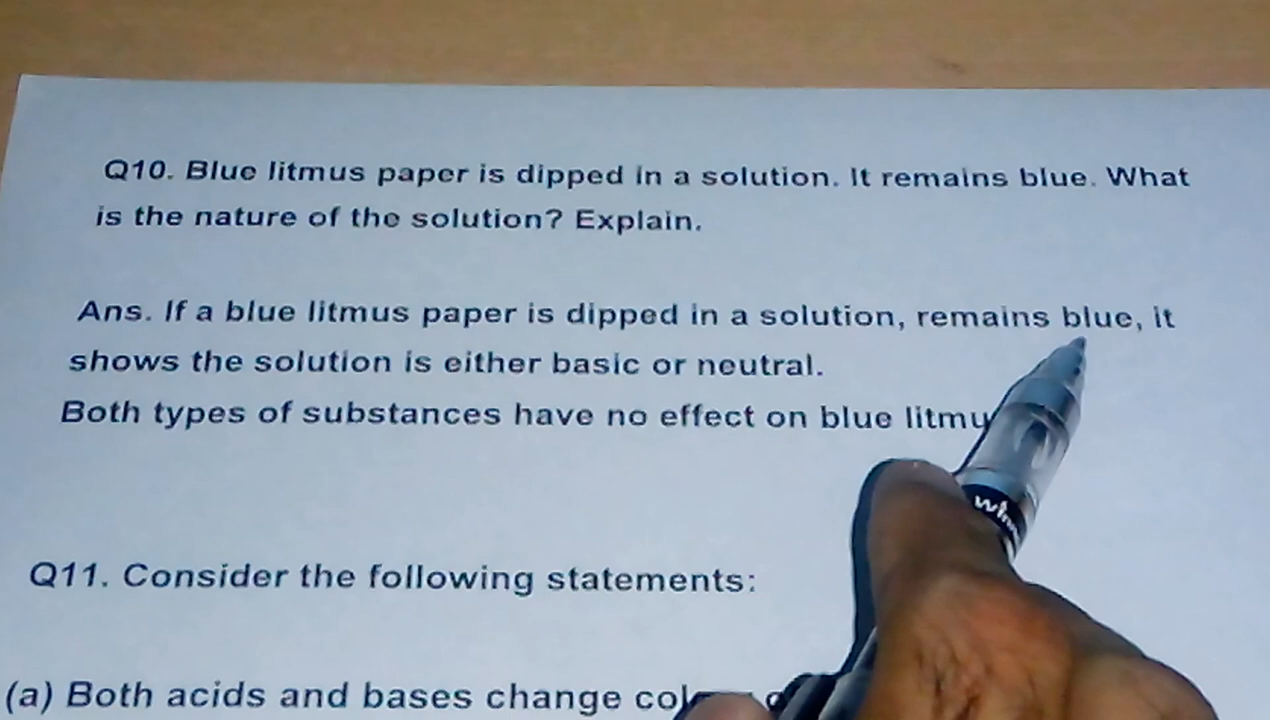 Q10. Blue litmus paper is dipped in a solution. It remains blue. What
is the nature of the solution? Explain.
Ans. If a blue litmus paper is dipped in a solution, remains blue, it
shows the solution is either basic or neutral.
Both types of substances have no effect on blue litmu
Q11. Consider the following statements:
(a) Both acids and bases change